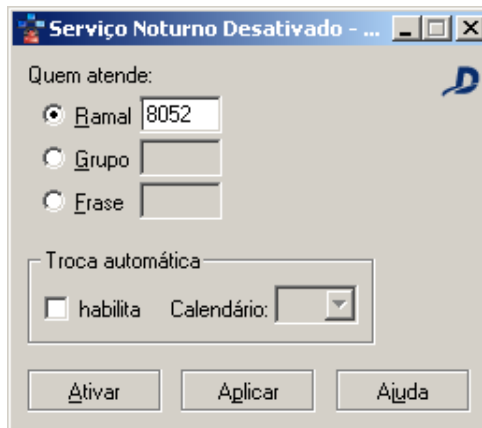 Serviço Noturno Desativado - ...
Quem atende:
Ramal 8052
Grupo
Frase
Troca automática
habilita Calendário:
Ativar Aplicar Ajuda